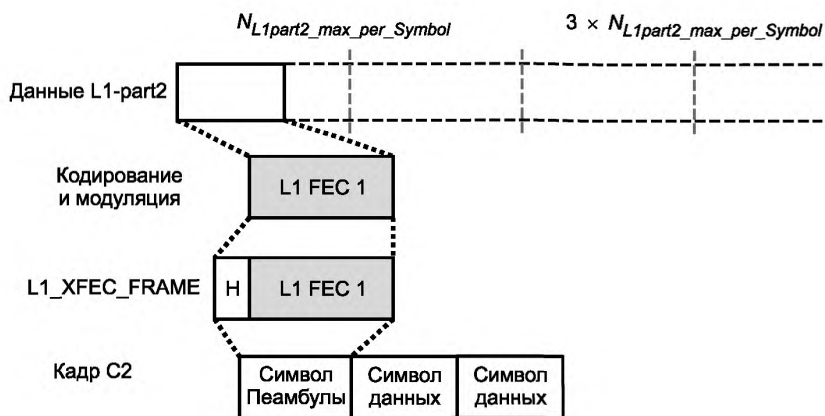 N_L1part2_max_per_Symbol
3 × N_L1part2_max_per_Symbol
Данные L1-part2
Кодирование
и модуляция
L1 FEC 1
L1_XFEC_FRAME
H
L1 FEC 1
Кадр C2
Символ
Пеамбулы
Символ
данных
Символ
данных